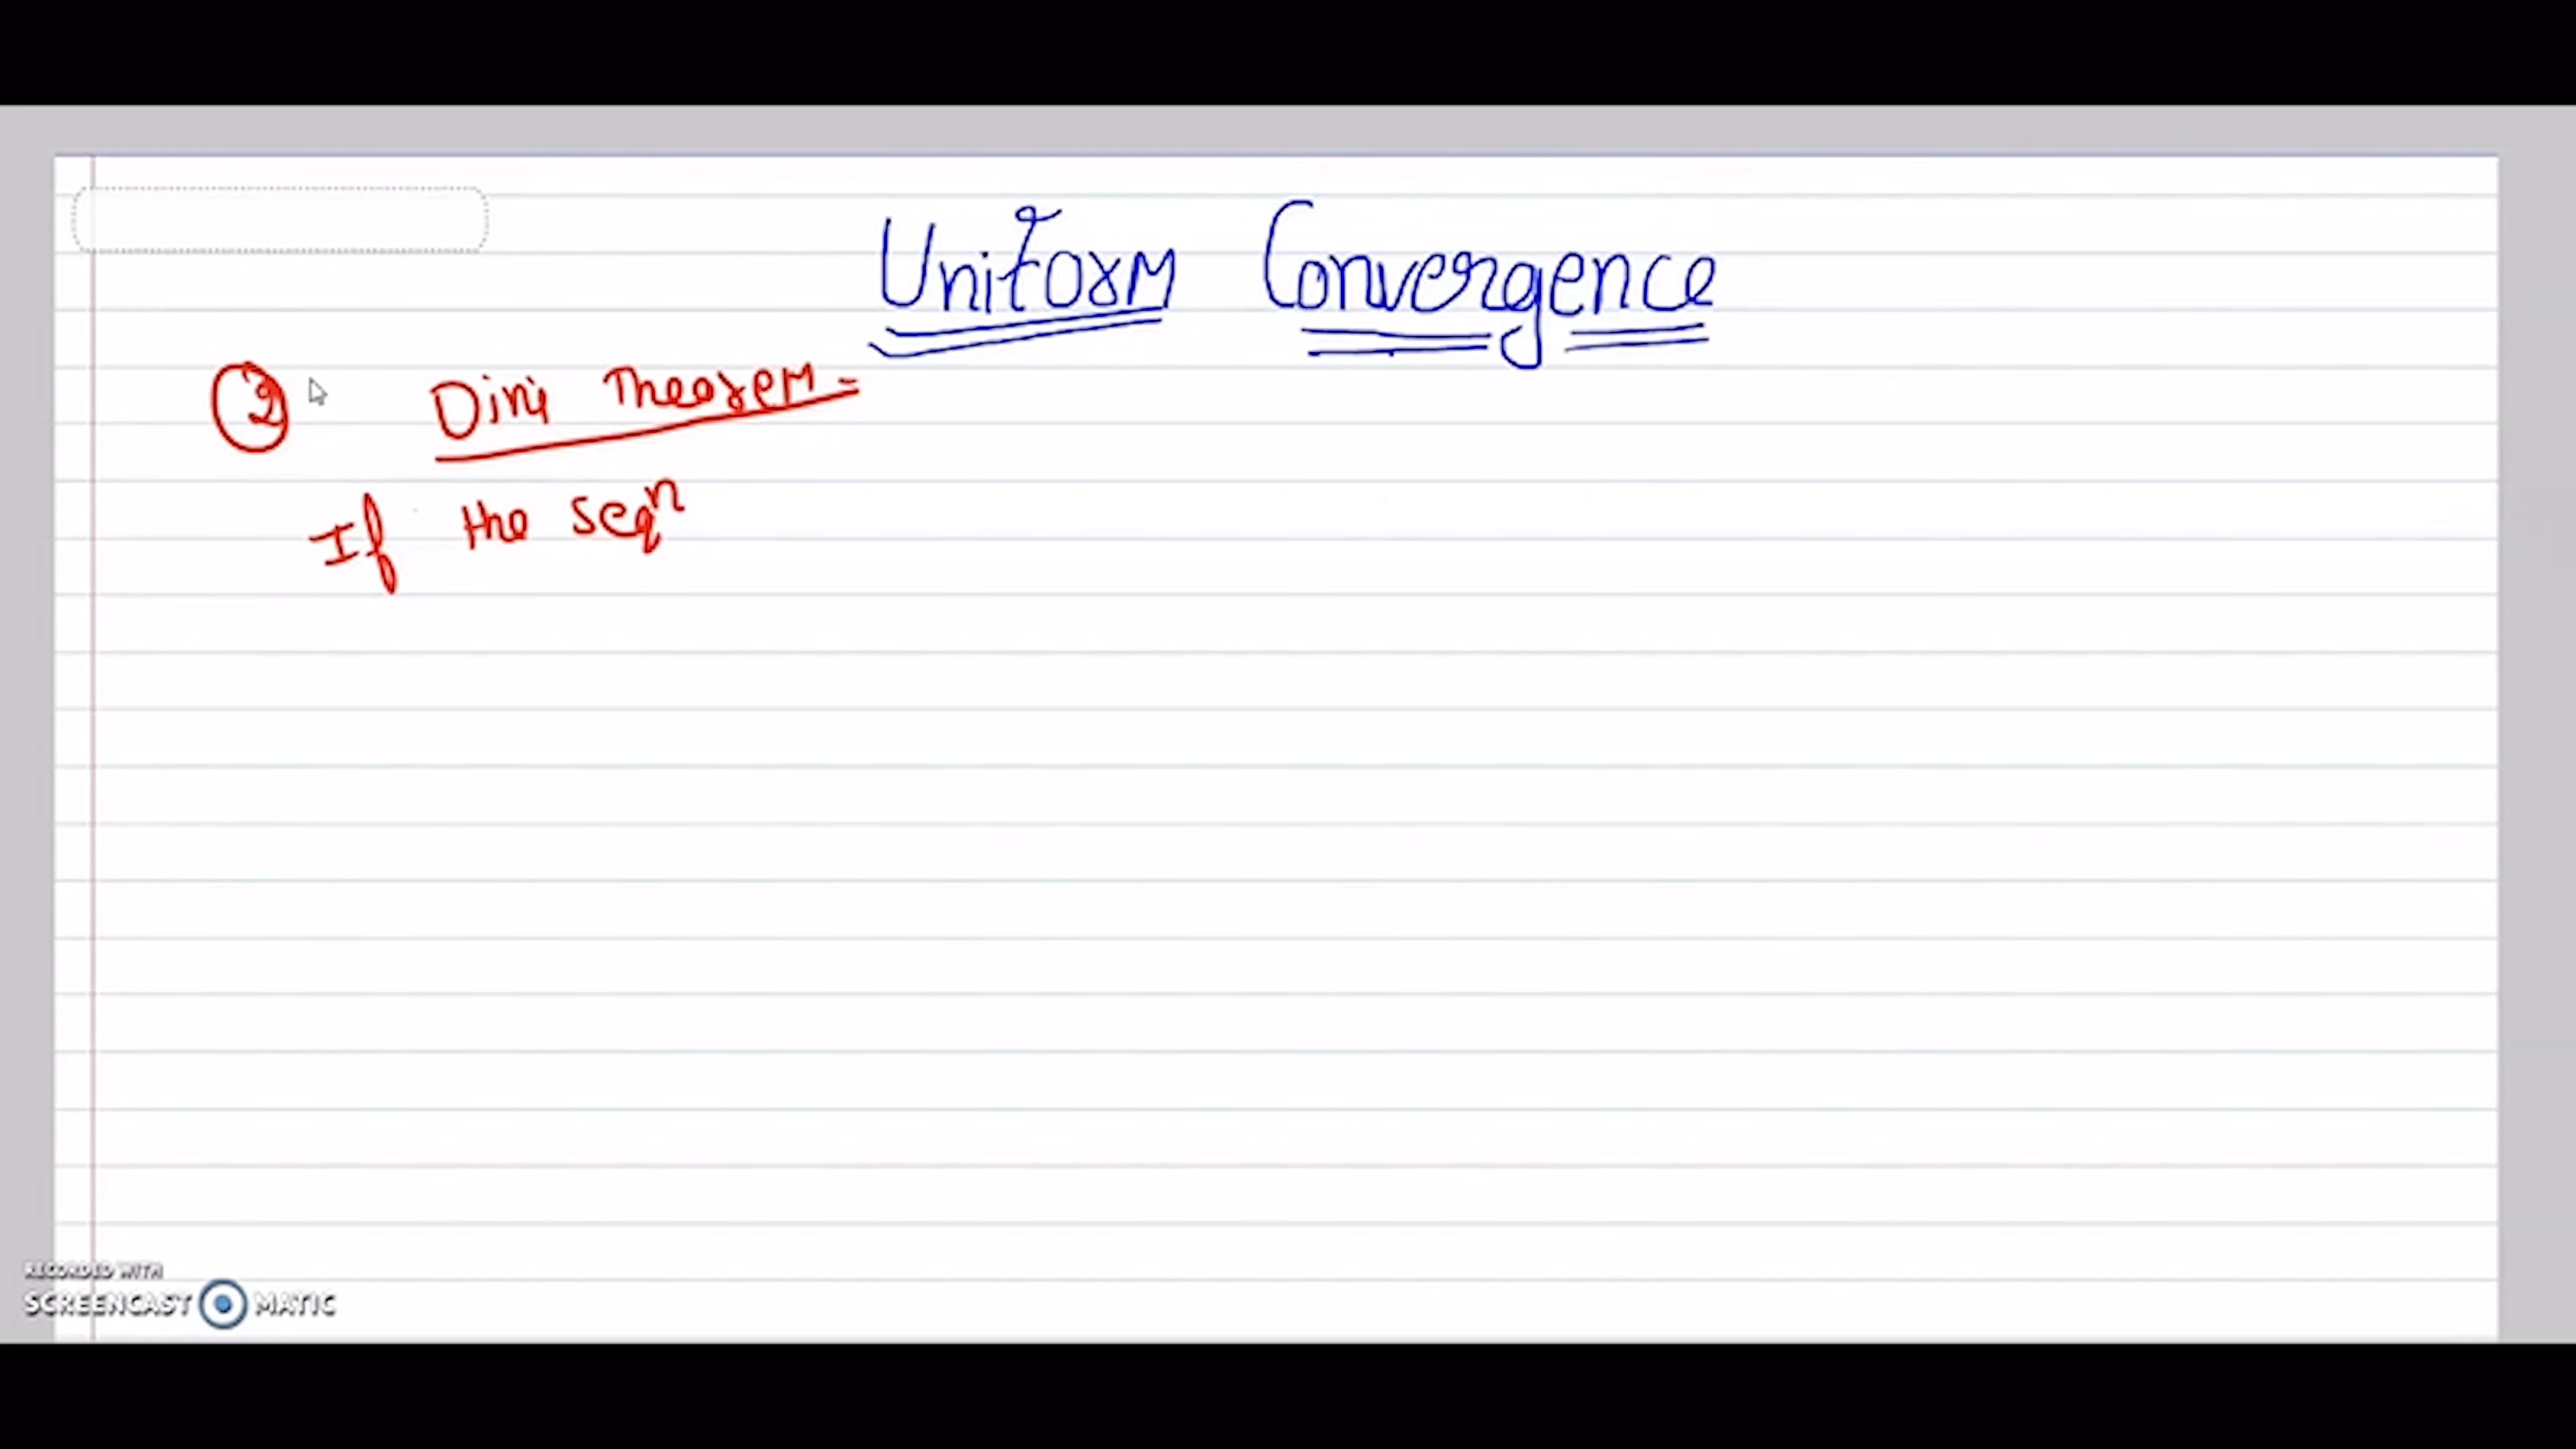 Uniform Convergence
② Dini Theorem =
If the seqⁿ
RECORDED WITH
SCREENCAST MATIC